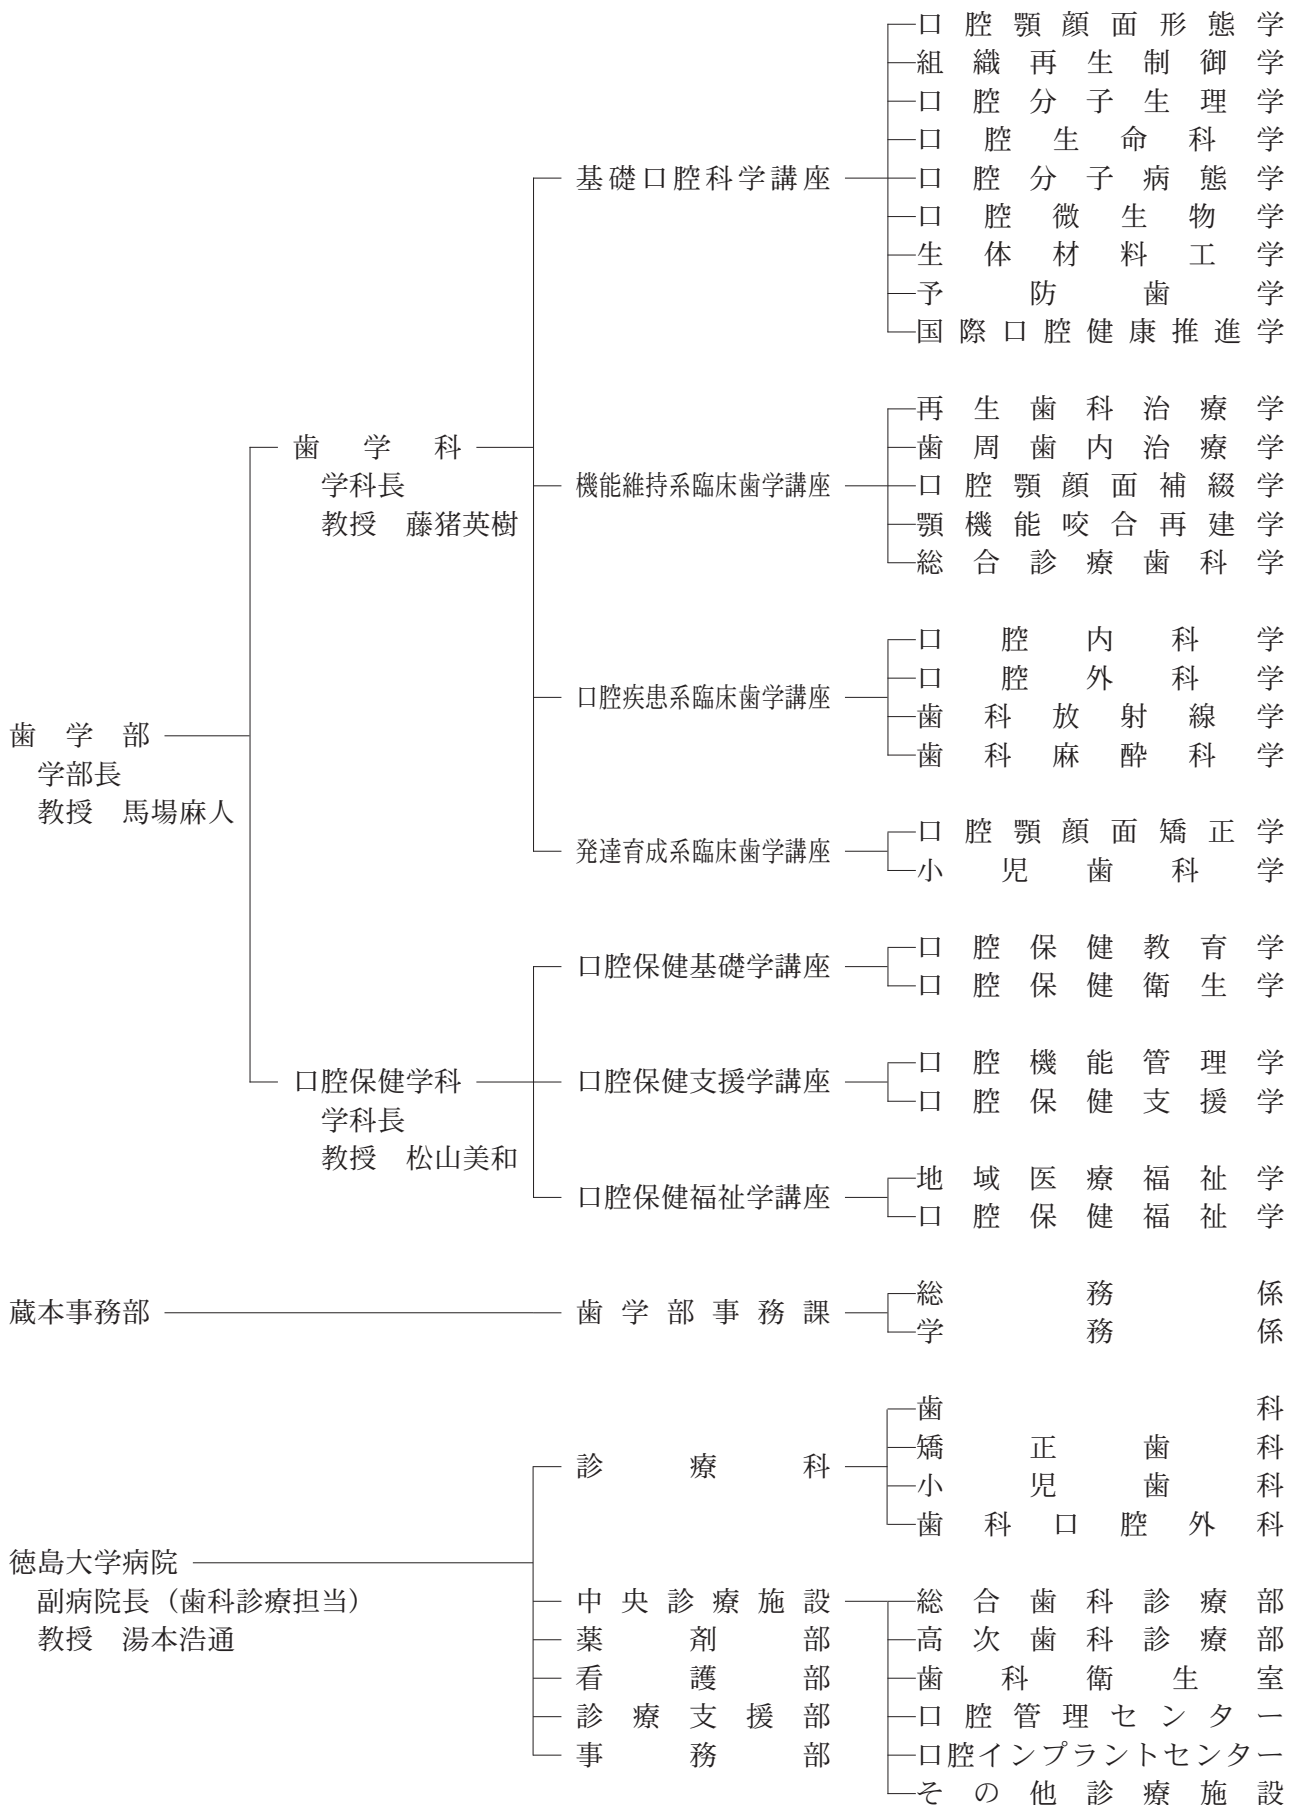 歯学部
学部長
教授 馬場麻人
歯学科
学科長
教授 藤猪英樹
基礎口腔科学講座
口腔顎顔面形態学
組織再生制御学
口腔分子生理学
口腔生命科学
口腔分子病態学
口腔微生物学
生体材料工学
予防歯学
国際口腔健康推進学
機能維持系臨床歯学講座
再生歯科治療学
歯周歯内治療学
口腔顎顔面補綴学
顎機能咬合再建学
総合診療歯科学
口腔疾患系臨床歯学講座
口腔内科学
口腔外科学
歯科放射線学
歯科麻酔科学
発達育成系臨床歯学講座
口腔顎顔面矯正学
小児歯科学
口腔保健学科
学科長
教授 松山美和
口腔保健基礎学講座
口腔保健教育学
口腔保健衛生学
口腔保健支援学講座
口腔機能管理学
口腔保健支援学
口腔保健福祉学講座
地域医療福祉学
口腔保健福祉学
蔵本事務部
歯学部事務課
総務係
学務係
徳島大学病院
副病院長（歯科診療担当）
教授 湯本浩通
診療科
歯科
矯正歯科
小児歯科
歯科口腔外科
中央診療施設
総合歯科診療部
高次歯科診療部
歯科衛生室
口腔管理センター
口腔インプラントセンター
その他診療施設
薬剤部
看護部
診療支援部
事務部